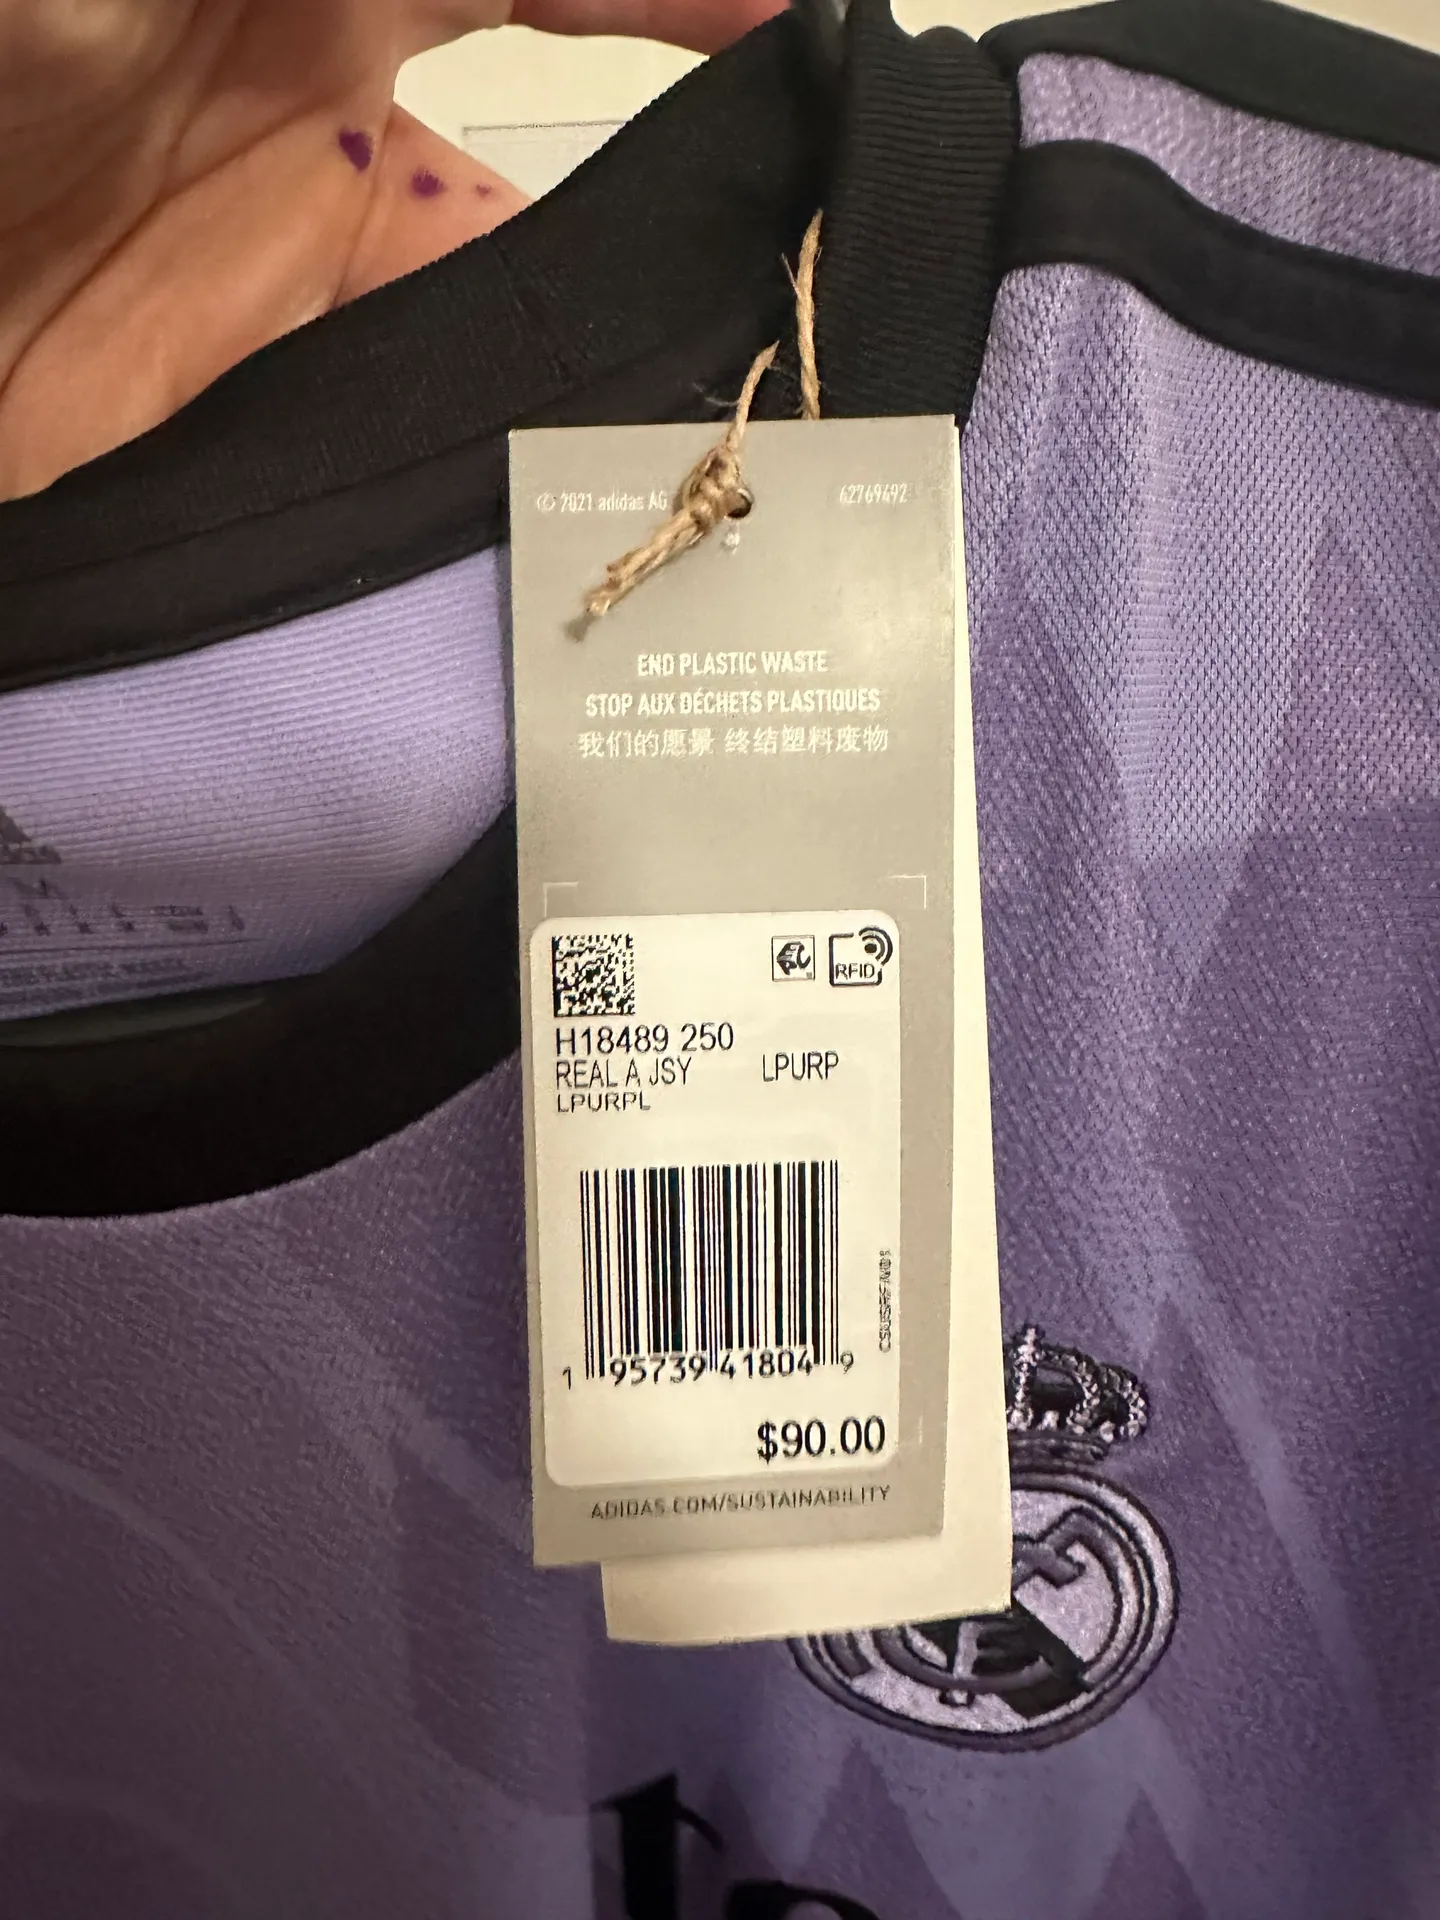 © 2021 adidas AG
62769492
END PLASTIC WASTE
STOP AUX DÉCHETS PLASTIQUES
我们的愿景 终结塑料废物
RFID
H18489 250
REAL A JSY LPURP
LPURPL
1 95739 41804 9
$90.00
ADIDAS.COM/SUSTAINABILITY
M